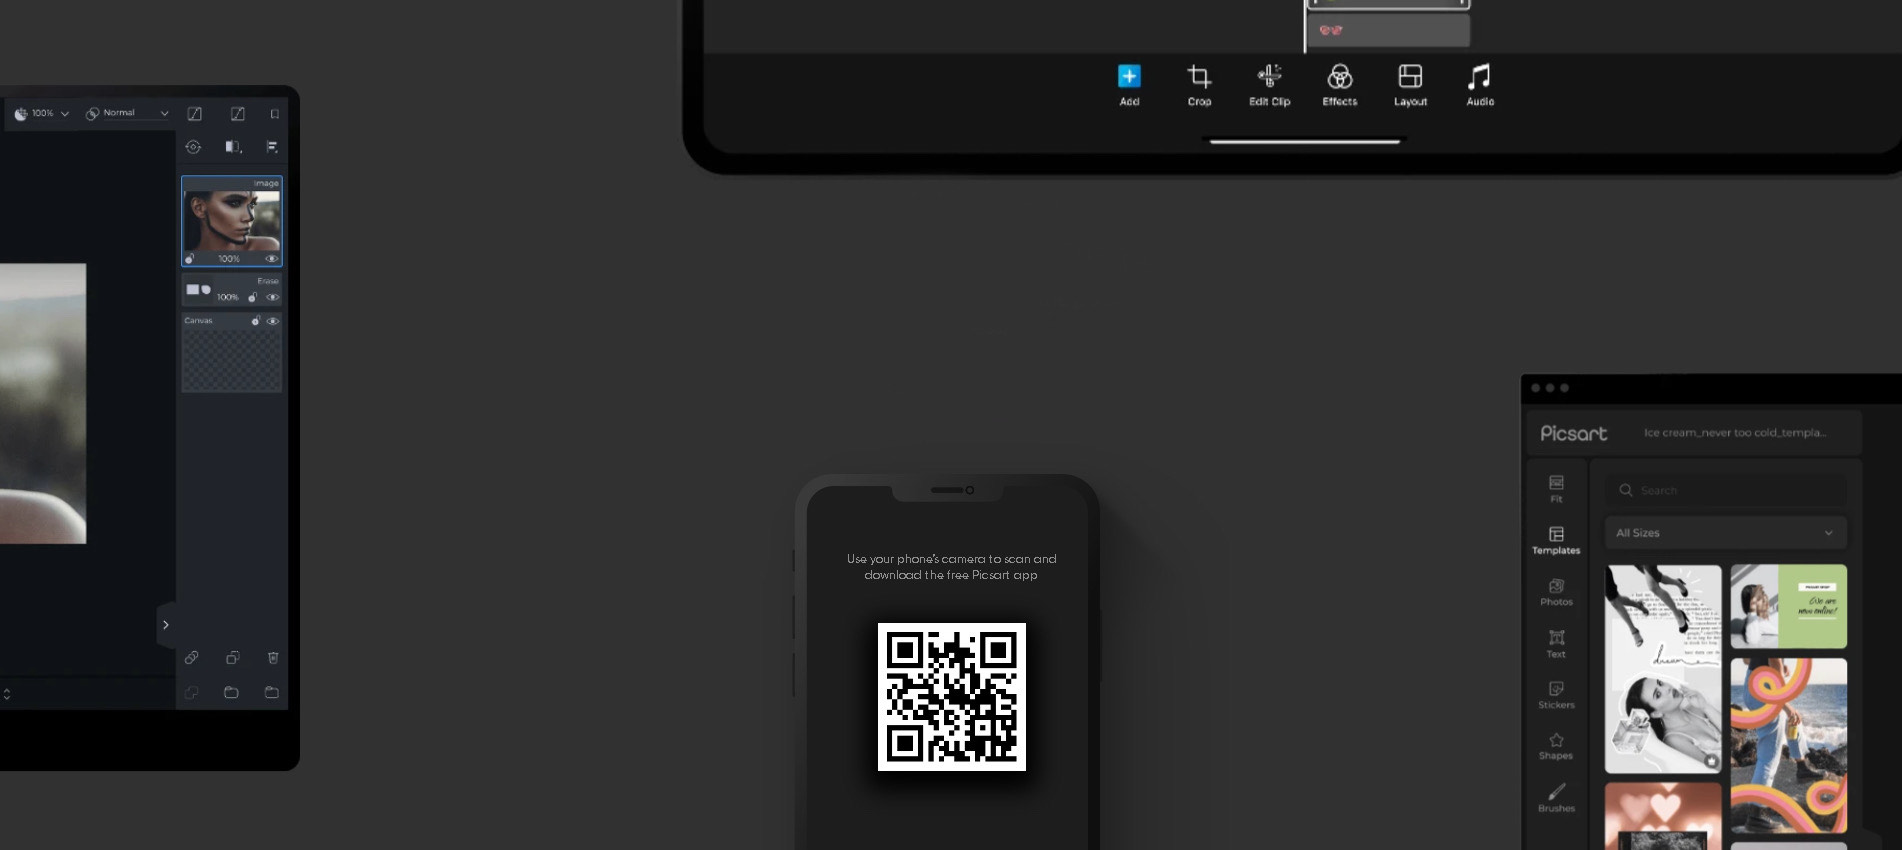 Add
Crop
Edit Clip
Effects
Layout
Audio
100%
Normal
Image
100%
Erase
100%
Canvas
Use your phone's camera to scan and
download the free Picsart app
Picsart
Ice cream_never too cold_templa...
Search
All Sizes
Fit
Templates
Photos
Text
Stickers
Shapes
Brushes
We are
now online!
dream